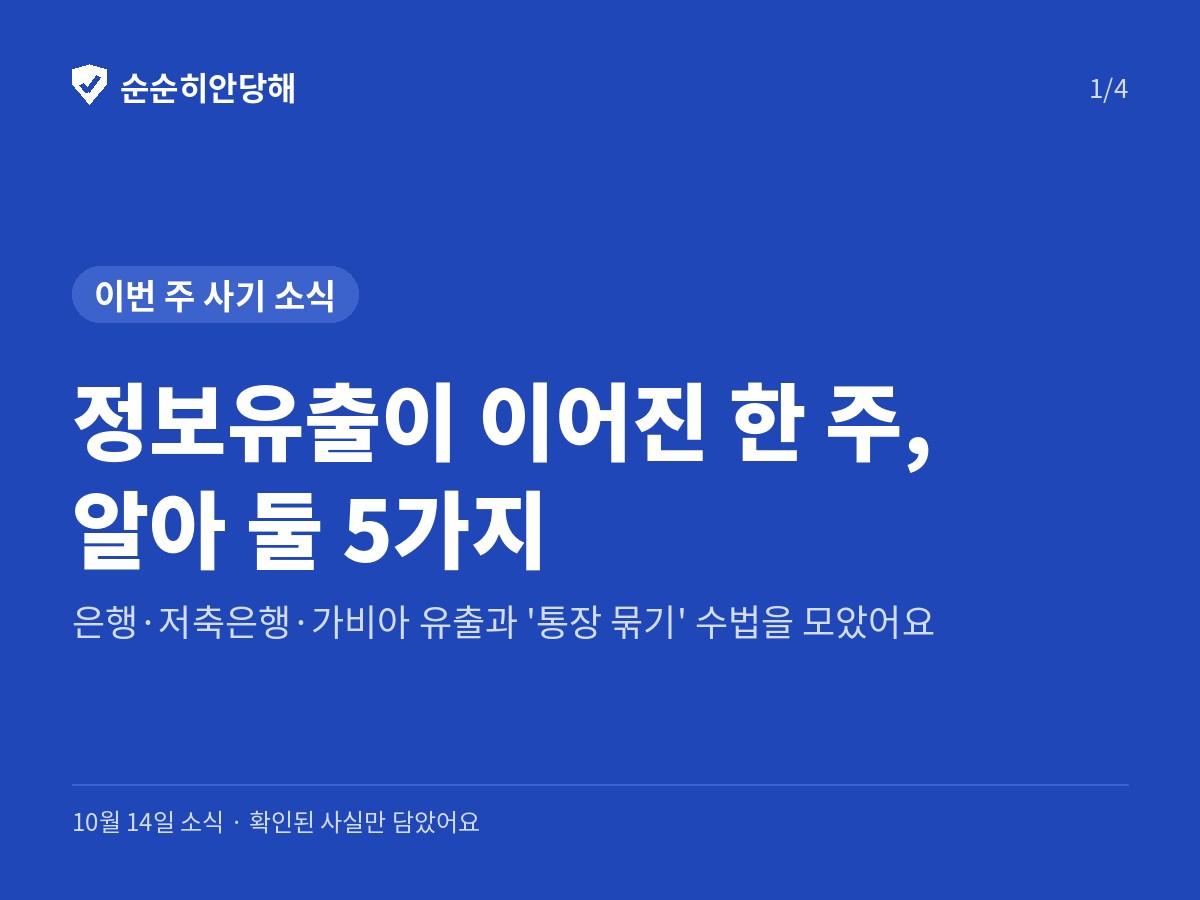 순순히안당해
1/4
이번 주 사기 소식
정보유출이 이어진 한 주,
알아 둘 5가지
은행·저축은행·가비아 유출과 '통장 묶기' 수법을 모았어요
10월 14일 소식 · 확인된 사실만 담았어요